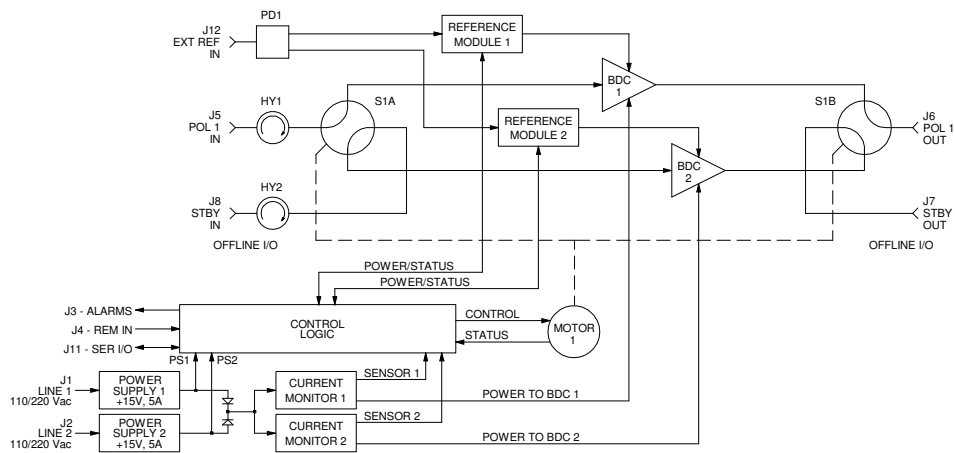 J12
EXT REF
IN
PD1
REFERENCE
MODULE 1
BDC
1
J5
POL 1
IN
HY1
S1A
REFERENCE
MODULE 2
S1B
J6
POL 1
OUT
BDC
2
J8
STBY
IN
HY2
J7
STBY
OUT
OFFLINE I/O
OFFLINE I/O
POWER/STATUS
POWER/STATUS
J3 - ALARMS
J4 - REM IN
J11 - SER I/O
CONTROL
LOGIC
CONTROL
STATUS
MOTOR
1
PS1
PS2
J1
LINE 1
110/220 Vac
POWER
SUPPLY 1
+15V, 5A
CURRENT
MONITOR 1
SENSOR 1
POWER TO BDC 1
J2
LINE 2
110/220 Vac
POWER
SUPPLY 2
+15V, 5A
CURRENT
MONITOR 2
SENSOR 2
POWER TO BDC 2